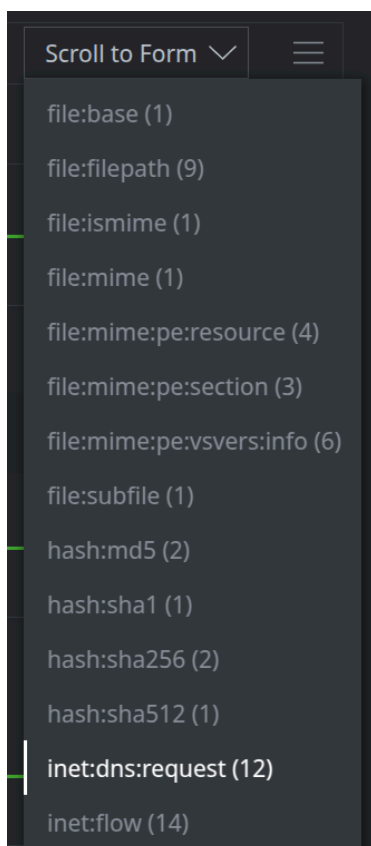 Scroll to Form
file:base (1)
file:filepath (9)
file:ismime (1)
file:mime (1)
file:mime:pe:resource (4)
file:mime:pe:section (3)
file:mime:pe:vsvers:info (6)
file:subfile (1)
hash:md5 (2)
hash:sha1 (1)
hash:sha256 (2)
hash:sha512 (1)
inet:dns:request (12)
inet:flow (14)